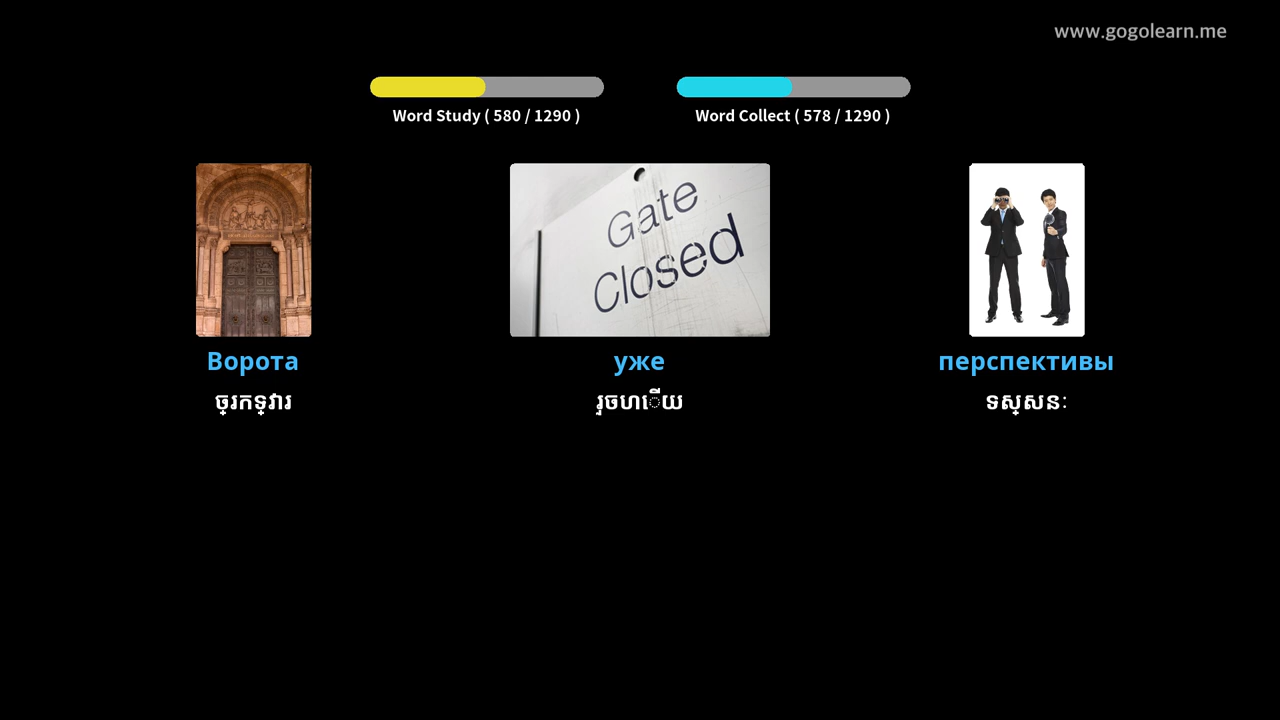 www.gogolearn.me
Word Study ( 580 / 1290 )
Word Collect ( 578 / 1290 )
Gate
Closed
Ворота
уже
перспективы
ច្រកទ្វារ
រួចហើយ
ទស្សនៈ